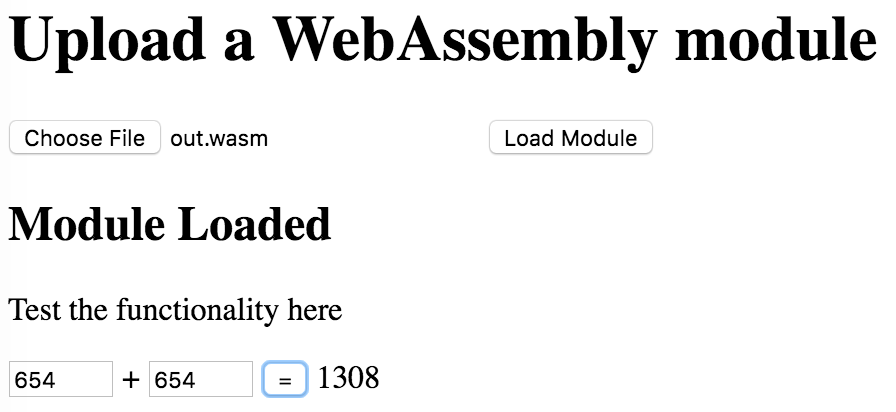 Upload a WebAssembly module
Choose File out.wasm Load Module
Module Loaded
Test the functionality here
654 + 654 = 1308